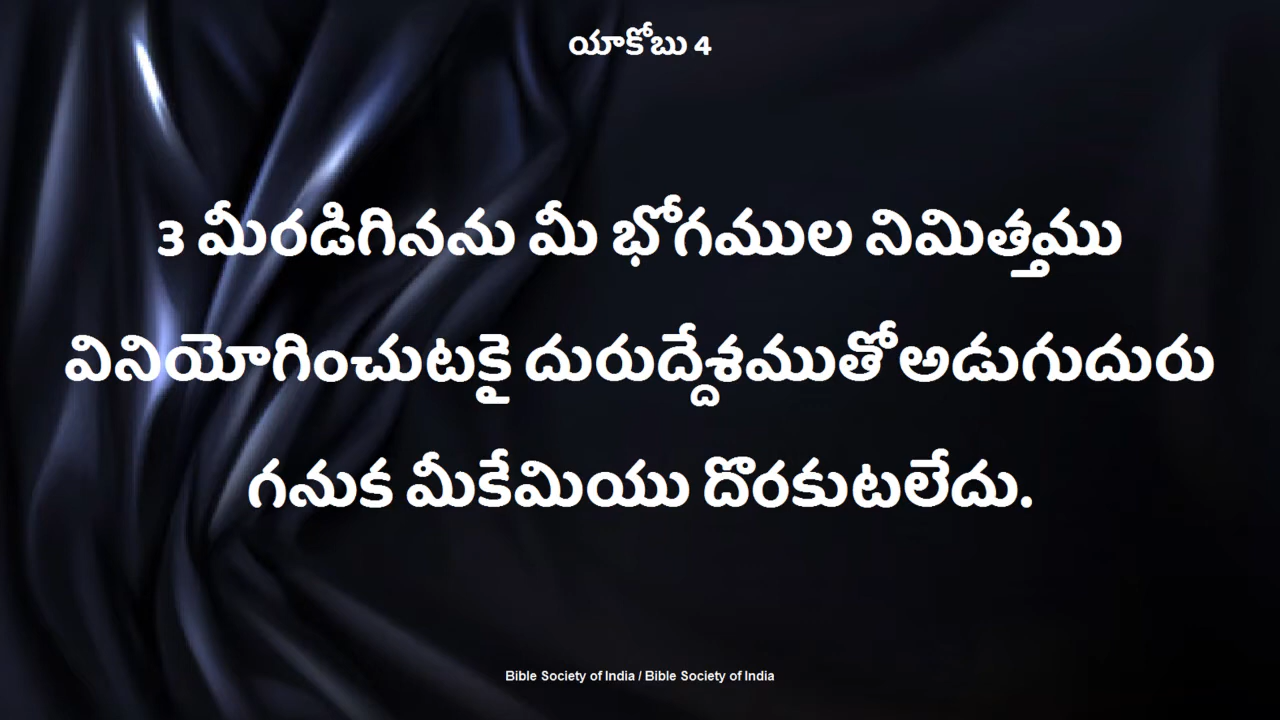 యాకోబు 4
3 మీరడిగినను మీ భోగముల నిమిత్తము
వినియోగించుటకై దురుద్దేశముతో అడుగుదురు
గనుక మీకేమియు దొరకుటలేదు.
Bible Society of India / Bible Society of India